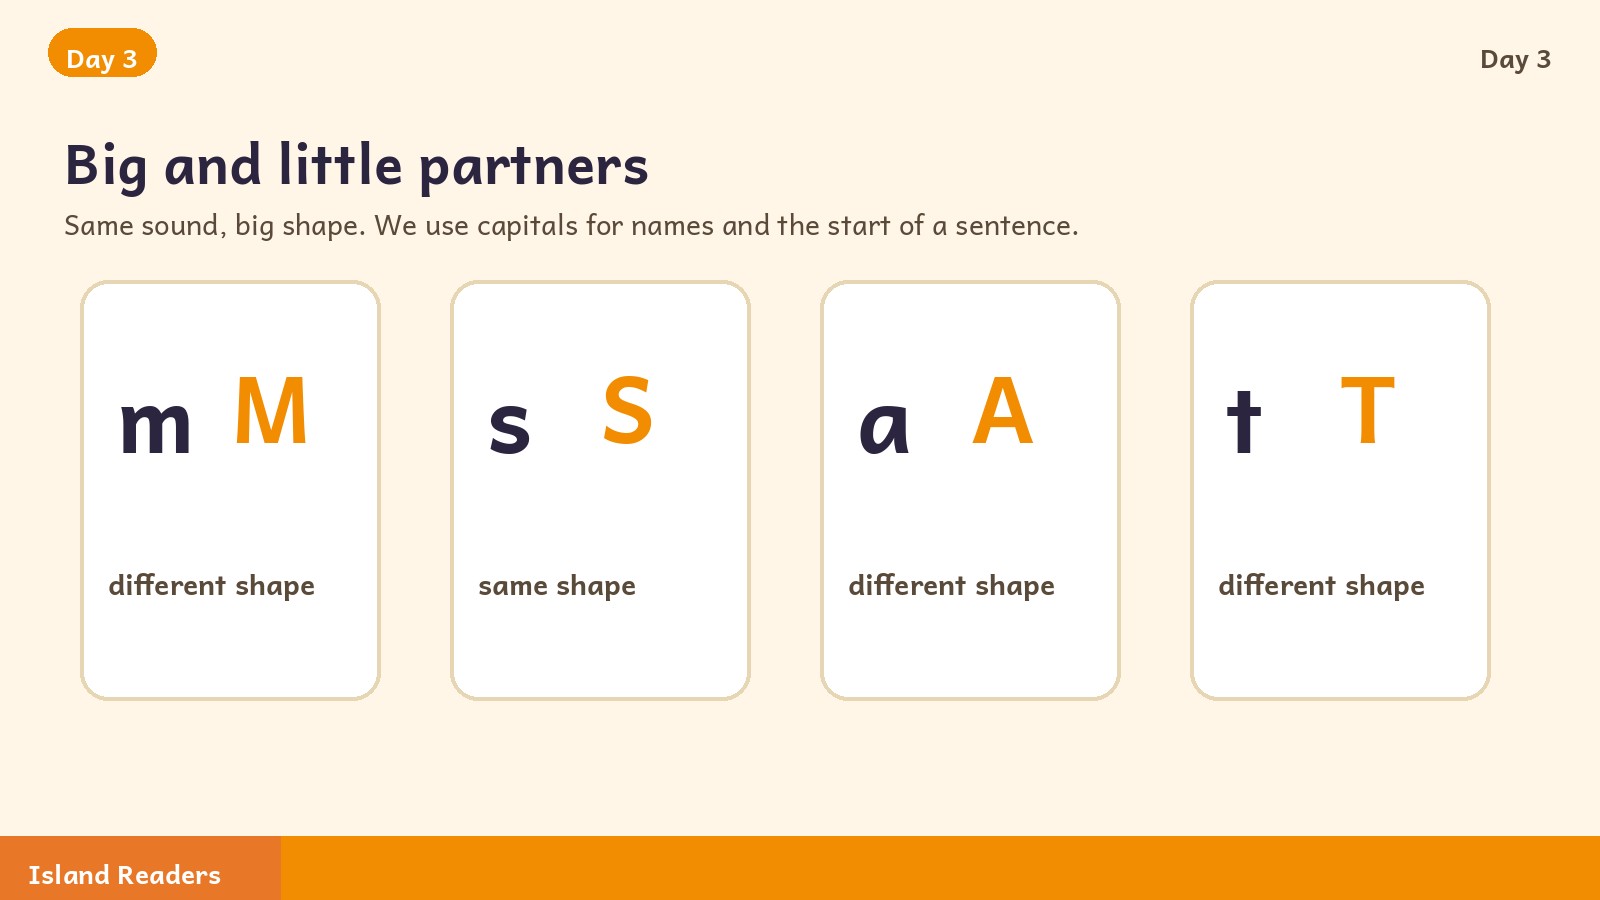 Day 3
Day 3
Big and little partners
Same sound, big shape. We use capitals for names and the start of a sentence.
m M
different shape
s S
same shape
a A
different shape
t T
different shape
Island Readers